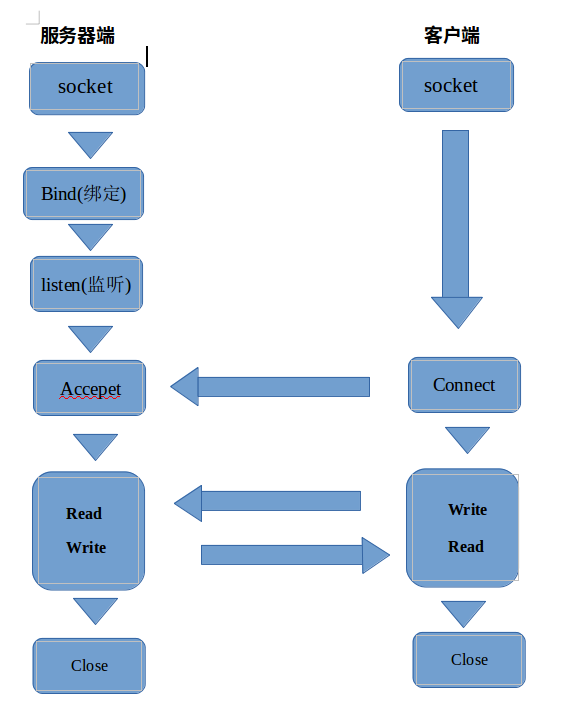 服务器端
客户端
socket
socket
Bind(绑定)
listen(监听)
Accepet
Connect
Read
Write
Write
Read
Close
Close